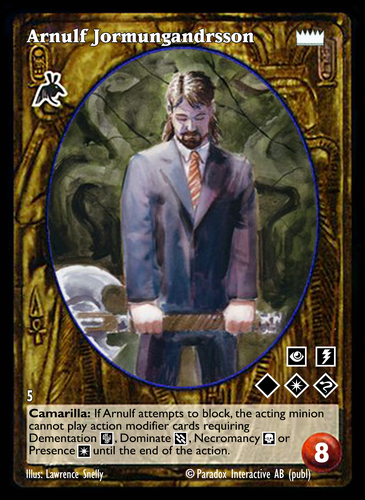 Arnulf Jormungandrsson
5
Camarilla: If Arnulf attempts to block, the acting minion
cannot play action modifier cards requiring
Dementation , Dominate , Necromancy or
Presence until the end of the action.
8
Illus: Lawrence Snelly © Paradox Interactive AB (publ)